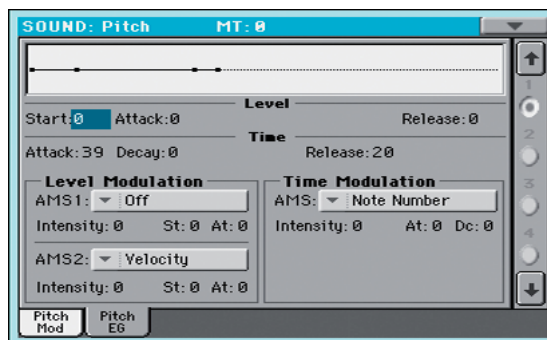 SOUND: Pitch MT: 0
Level
Start: 0 Attack: 0 Release: 0
Time
Attack: 39 Decay: 0 Release: 20
Level Modulation
AMS1: Off
Intensity: 0 St: 0 At: 0
AMS2: Velocity
Intensity: 0 St: 0 At: 0
Time Modulation
AMS: Note Number
Intensity: 0 At: 0 Dc: 0
1
2
3
4
Pitch Mod
Pitch EG